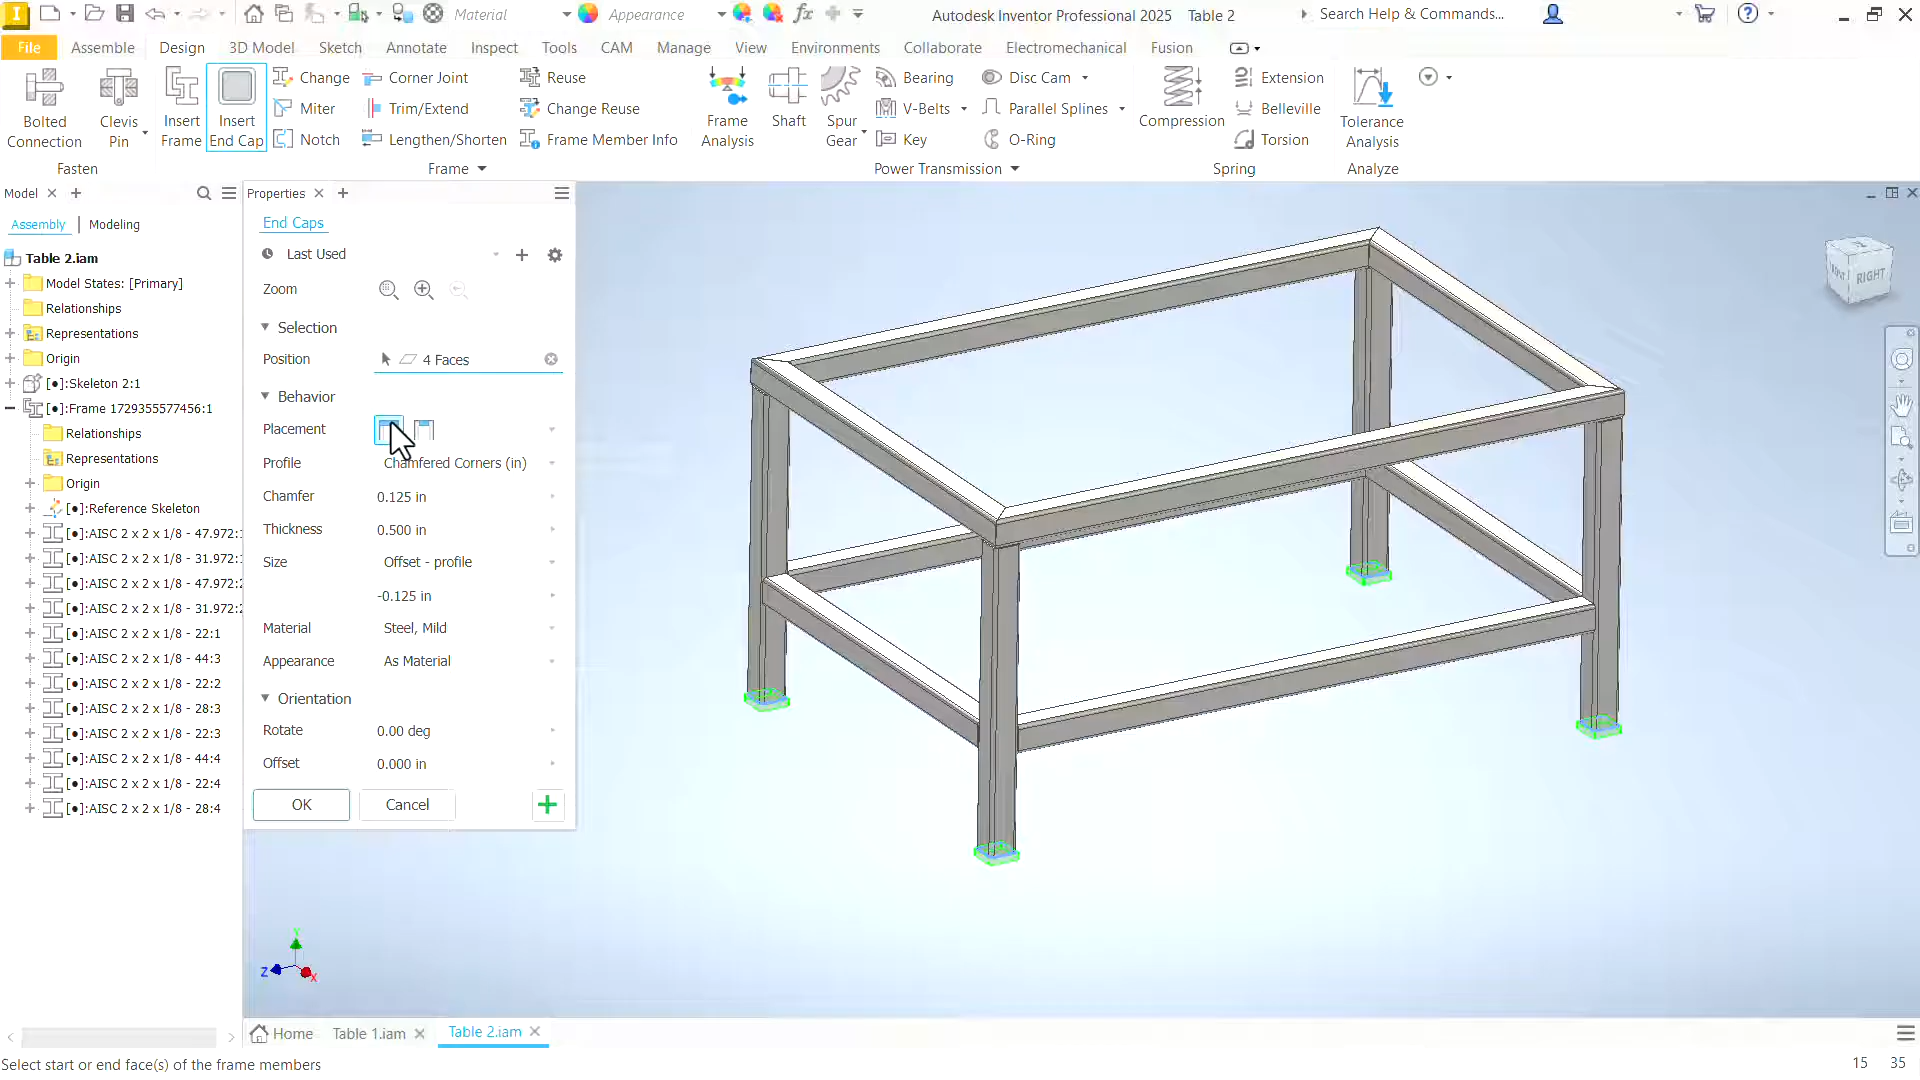 Material
Appearance
Autodesk Inventor Professional 2025 Table 2
Search Help & Commands...
File
Assemble
Design
3D Model
Sketch
Annotate
Inspect
Tools
CAM
Manage
View
Environments
Collaborate
Electromechanical
Fusion
Bolted Connection
Clevis Pin
Insert Frame
Insert End Cap
Change
Miter
Notch
Corner Joint
Trim/Extend
Lengthen/Shorten
Reuse
Change Reuse
Frame Member Info
Frame Analysis
Shaft
Spur Gear
Bearing
V-Belts
Key
Disc Cam
Parallel Splines
O-Ring
Compression
Extension
Belleville
Torsion
Tolerance Analysis
Fasten
Frame
Power Transmission
Spring
Analyze
Model
Assembly
Modeling
Table 2.iam
Model States: [Primary]
Relationships
Representations
Origin
[●]:Skeleton 2:1
[●]:Frame 1729355577456:1
Relationships
Representations
Origin
[●]:Reference Skeleton
[●]:AISC 2 x 2 x 1/8 - 47.972:1
[●]:AISC 2 x 2 x 1/8 - 31.972:1
[●]:AISC 2 x 2 x 1/8 - 47.972:2
[●]:AISC 2 x 2 x 1/8 - 31.972:2
[●]:AISC 2 x 2 x 1/8 - 22:1
[●]:AISC 2 x 2 x 1/8 - 44:3
[●]:AISC 2 x 2 x 1/8 - 22:2
[●]:AISC 2 x 2 x 1/8 - 28:3
[●]:AISC 2 x 2 x 1/8 - 22:3
[●]:AISC 2 x 2 x 1/8 - 44:4
[●]:AISC 2 x 2 x 1/8 - 22:4
[●]:AISC 2 x 2 x 1/8 - 28:4
Properties
End Caps
Last Used
Zoom
Selection
Position 4 Faces
Behavior
Placement
Profile Chamfered Corners (in)
Chamfer 0.125 in
Thickness 0.500 in
Size Offset - profile
-0.125 in
Material Steel, Mild
Appearance As Material
Orientation
Rotate 0.00 deg
Offset 0.000 in
OK
Cancel
RIGHT
Y
Z
X
Home
Table 1.iam
Table 2.iam
Select start or end face(s) of the frame members
15 35